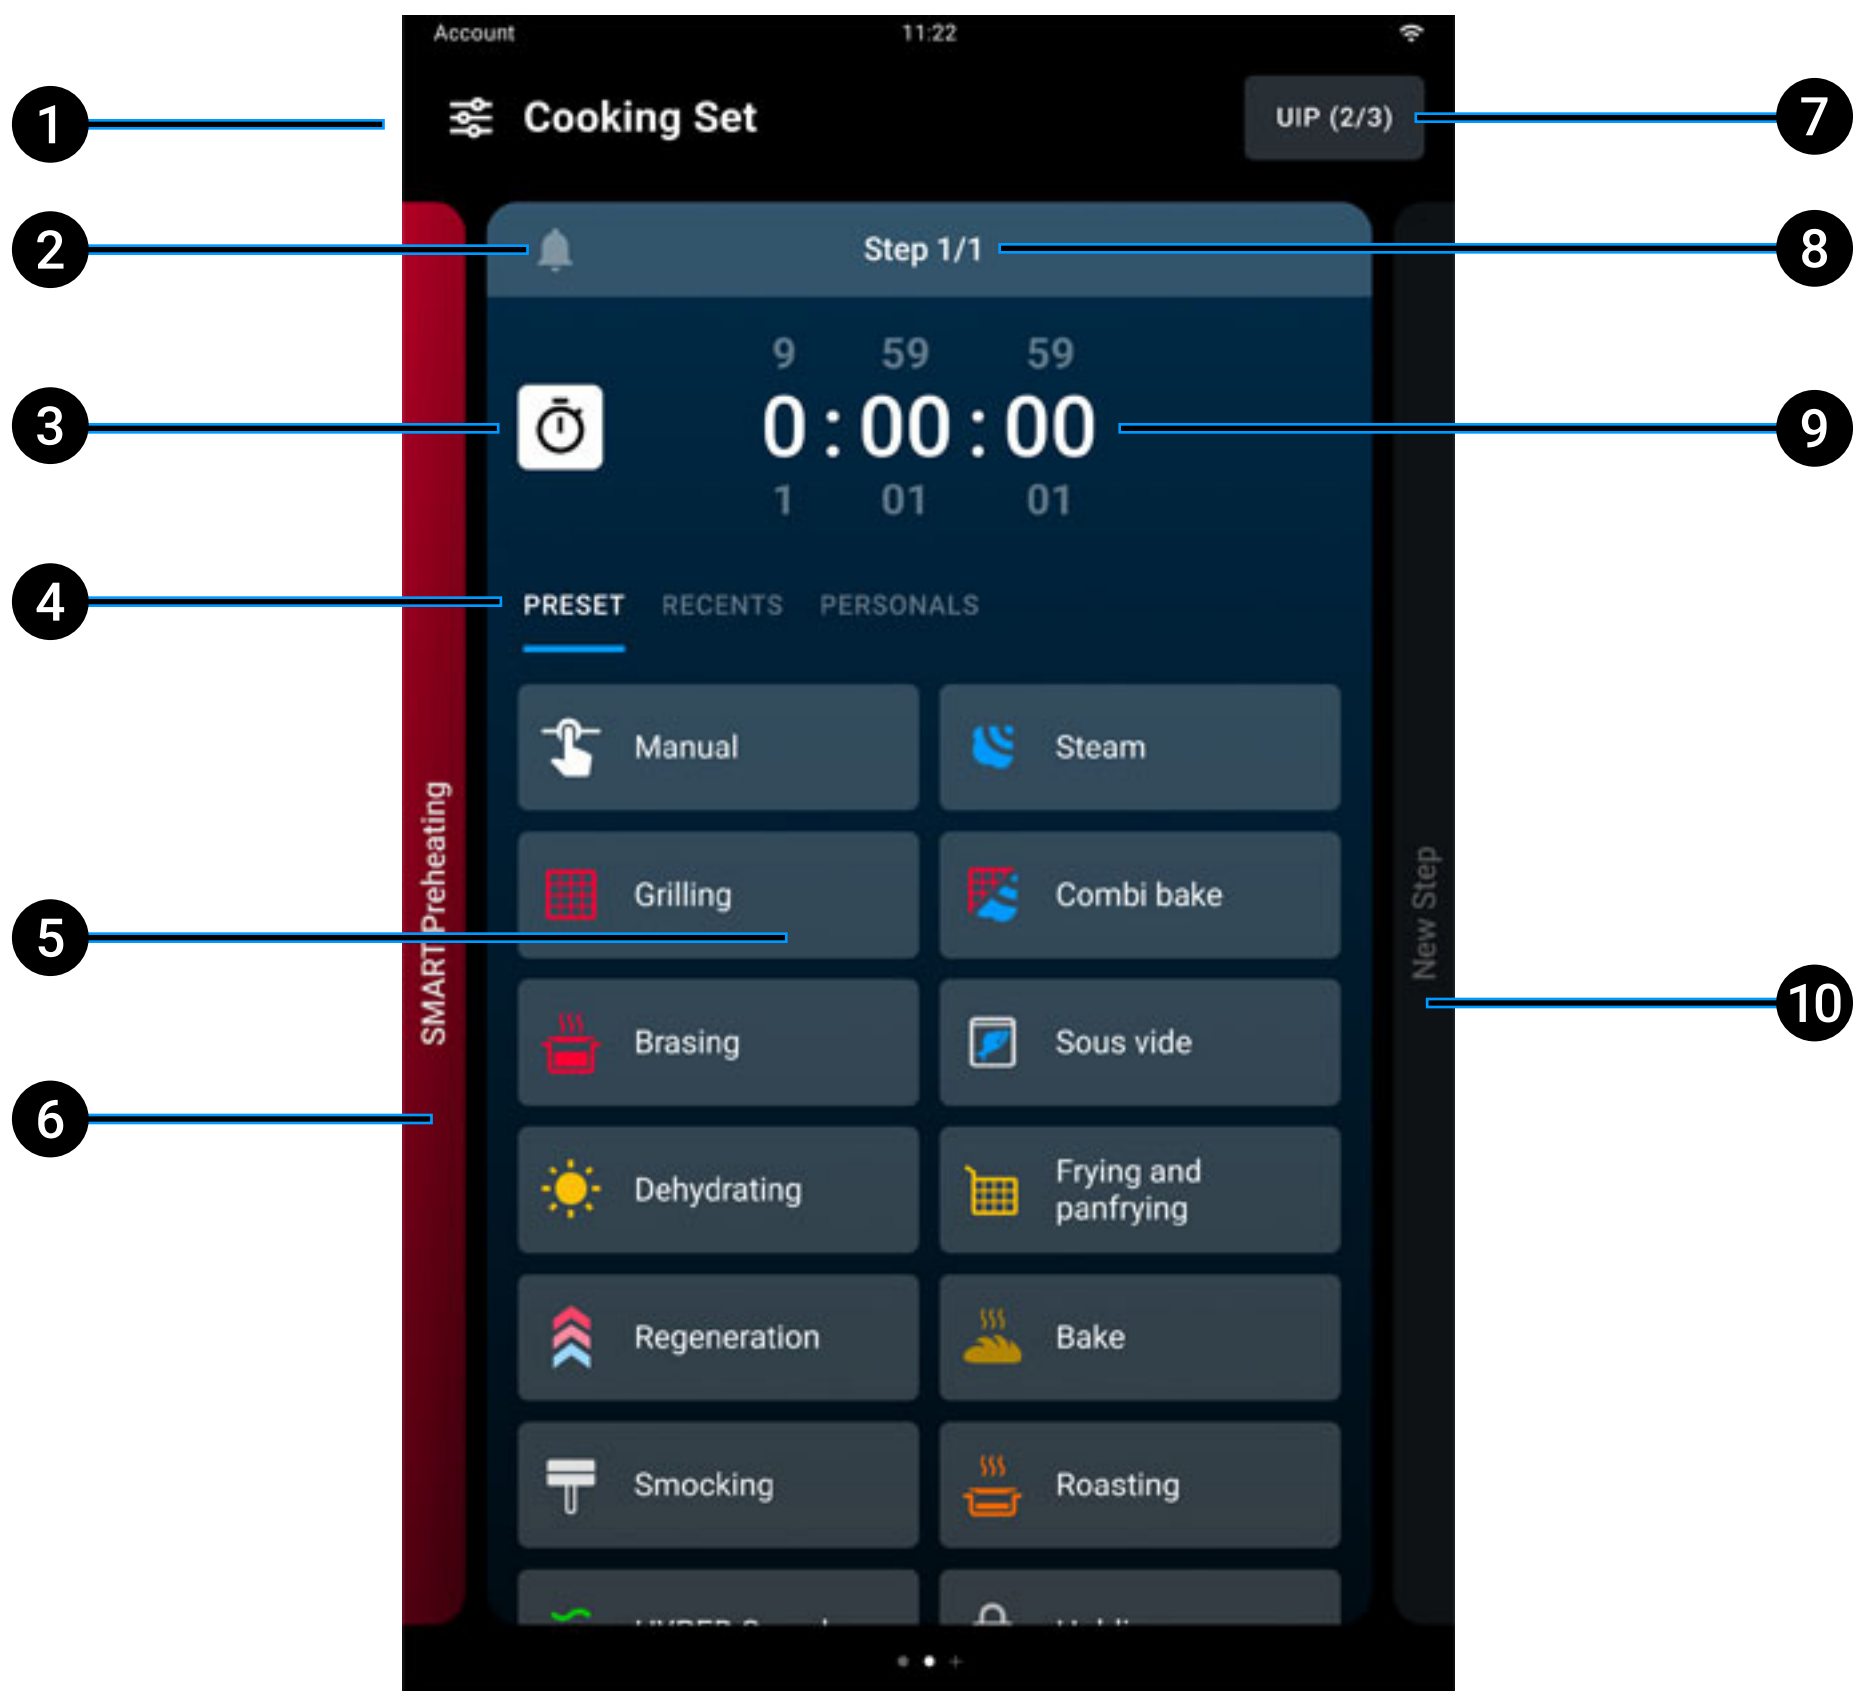 Account 11:22
1 Cooking Set UIP (2/3) 7
2 Step 1/1 8
9 59 59
3 0 : 00 : 00 9
1 01 01
4 PRESET RECENTS PERSONALS
Manual Steam
Grilling Combi bake
5
SMART Preheating
New Step
10
Brasing Sous vide
6
Dehydrating Frying and
panfrying
Regeneration Bake
Smocking Roasting